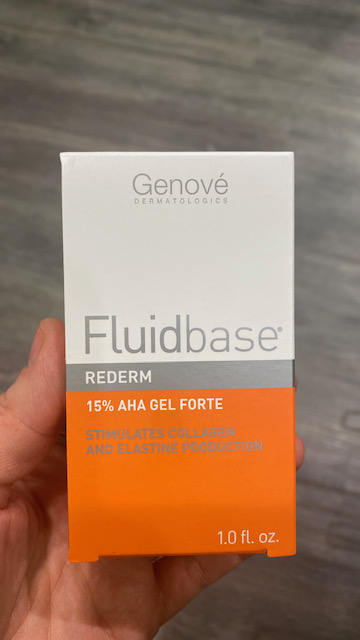 Genové
DERMATOLOGICS
Fluidbase®
REDERM
15% AHA GEL FORTE
STIMULATES COLLAGEN
AND ELASTINE PRODUCTION
1.0 fl. oz.